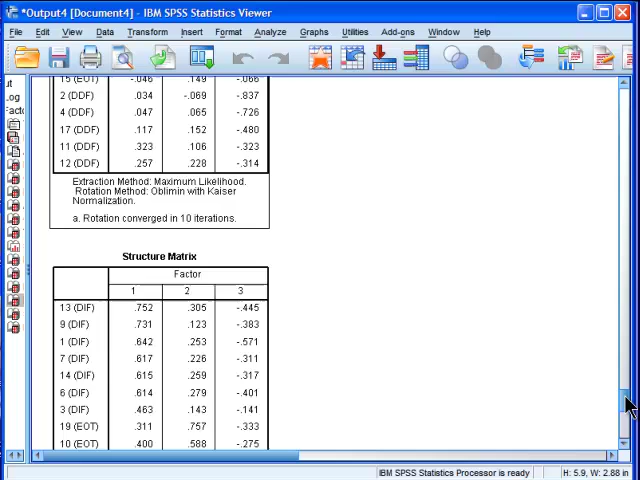 *Output4 [Document4] - IBM SPSS Statistics Viewer
File Edit View Data Transform Insert Format Analyze Graphs Utilities Add-ons Window Help
15 (EOT) -.046 .149 -.066
2 (DDF) .034 -.069 -.837
4 (DDF) .047 .065 -.726
17 (DDF) .117 .152 -.480
11 (DDF) .323 .106 -.323
12 (DDF) .257 .228 -.314
Extraction Method: Maximum Likelihood.
Rotation Method: Oblimin with Kaiser
Normalization.
a. Rotation converged in 10 iterations.
Structure Matrix
Factor
1 2 3
13 (DIF) .752 .305 -.445
9 (DIF) .731 .123 -.383
1 (DIF) .642 .253 -.571
7 (DIF) .617 .226 -.311
14 (DIF) .615 .259 -.317
6 (DIF) .614 .279 -.401
3 (DIF) .463 .143 -.141
19 (EOT) .311 .757 -.333
10 (EOT) .400 .588 -.275
ut
Log
Facto
IBM SPSS Statistics Processor is ready
H: 5.9, W: 2.88 in